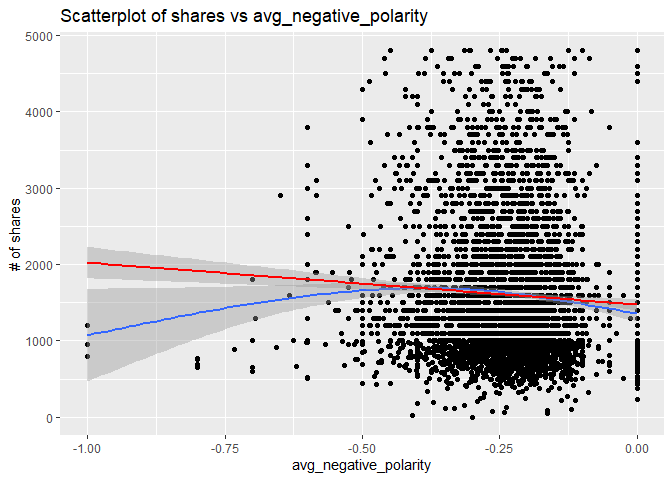 Scatterplot of shares vs avg_negative_polarity
5000
4000
3000
2000
1000
0
# of shares
-1.00 -0.75 -0.50 -0.25 0.00
avg_negative_polarity